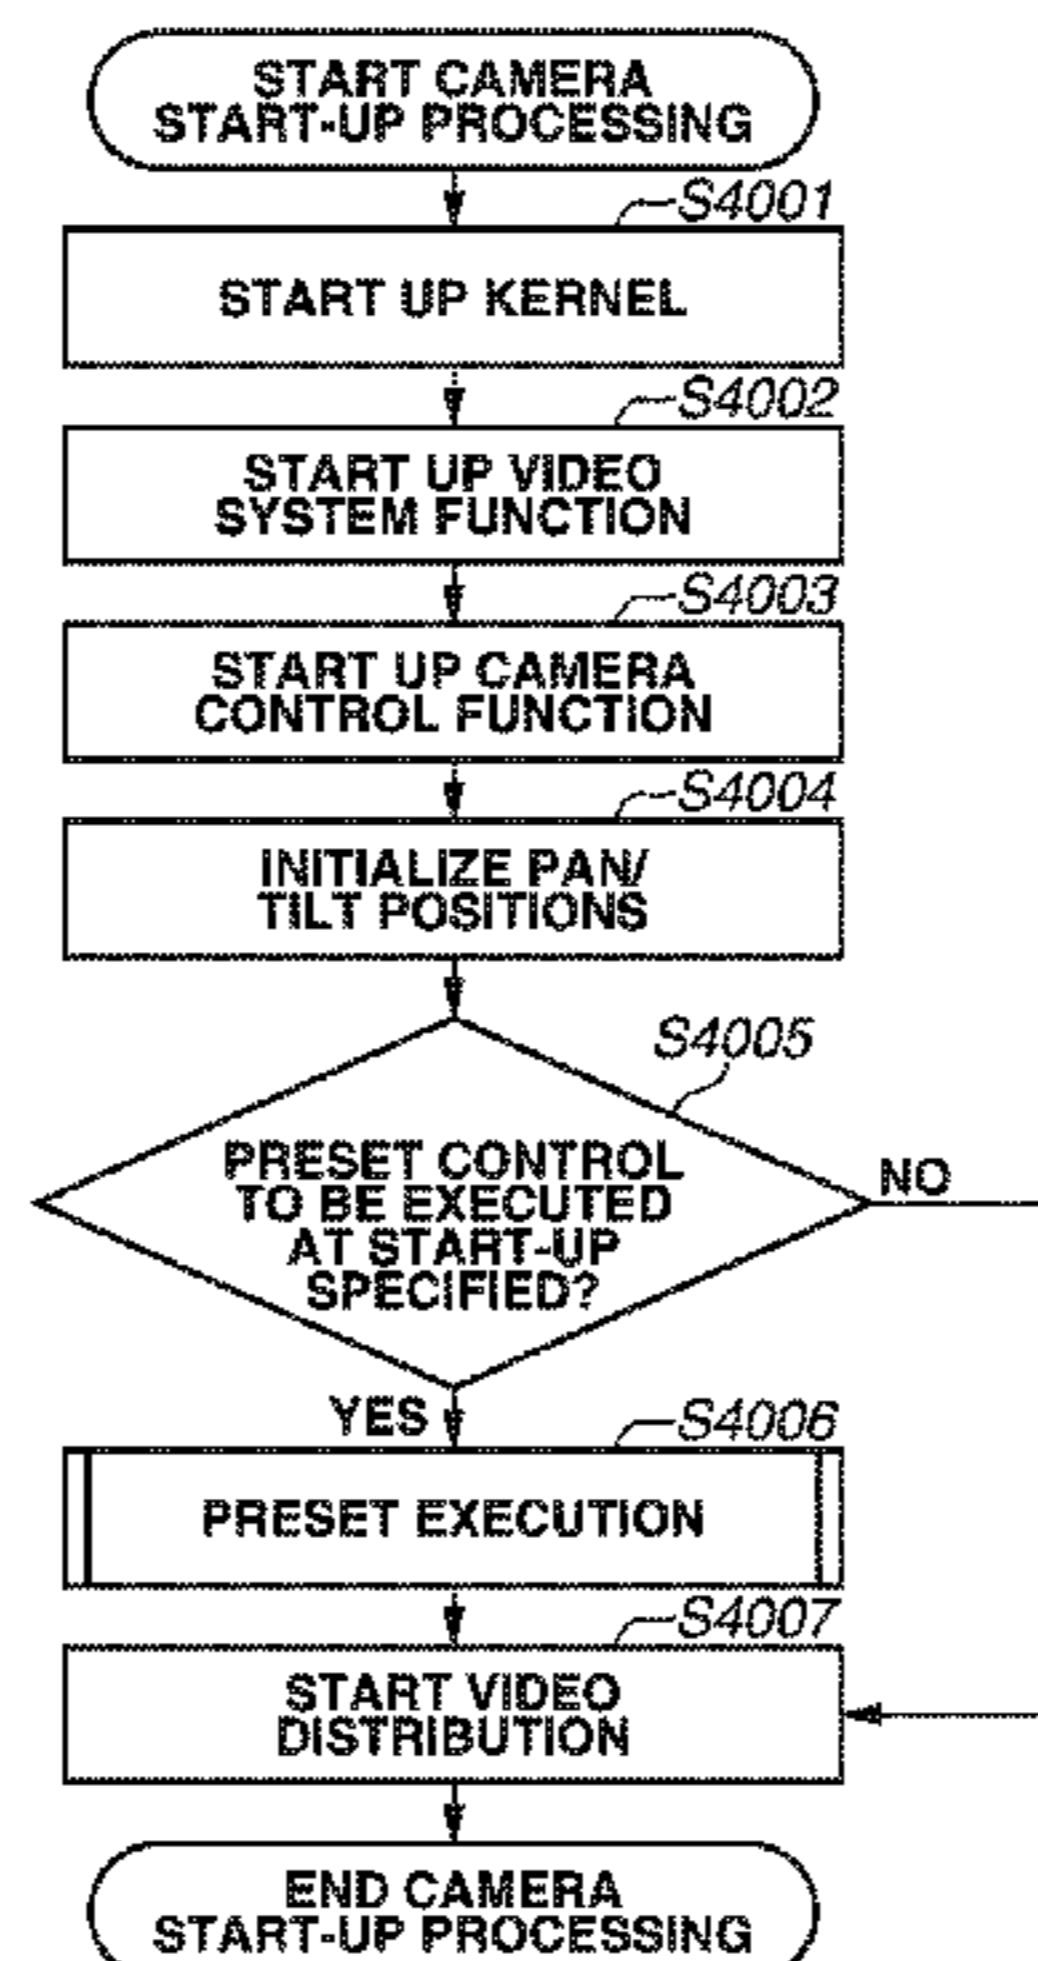 START CAMERA
START-UP PROCESSING
S4001
START UP KERNEL
S4002
START UP VIDEO
SYSTEM FUNCTION
S4003
START UP CAMERA
CONTROL FUNCTION
S4004
INITIALIZE PAN/
TILT POSITIONS
S4005
PRESET CONTROL
TO BE EXECUTED
AT START-UP
SPECIFIED?
NO
YES
S4006
PRESET EXECUTION
S4007
START VIDEO
DISTRIBUTION
END CAMERA
START-UP PROCESSING